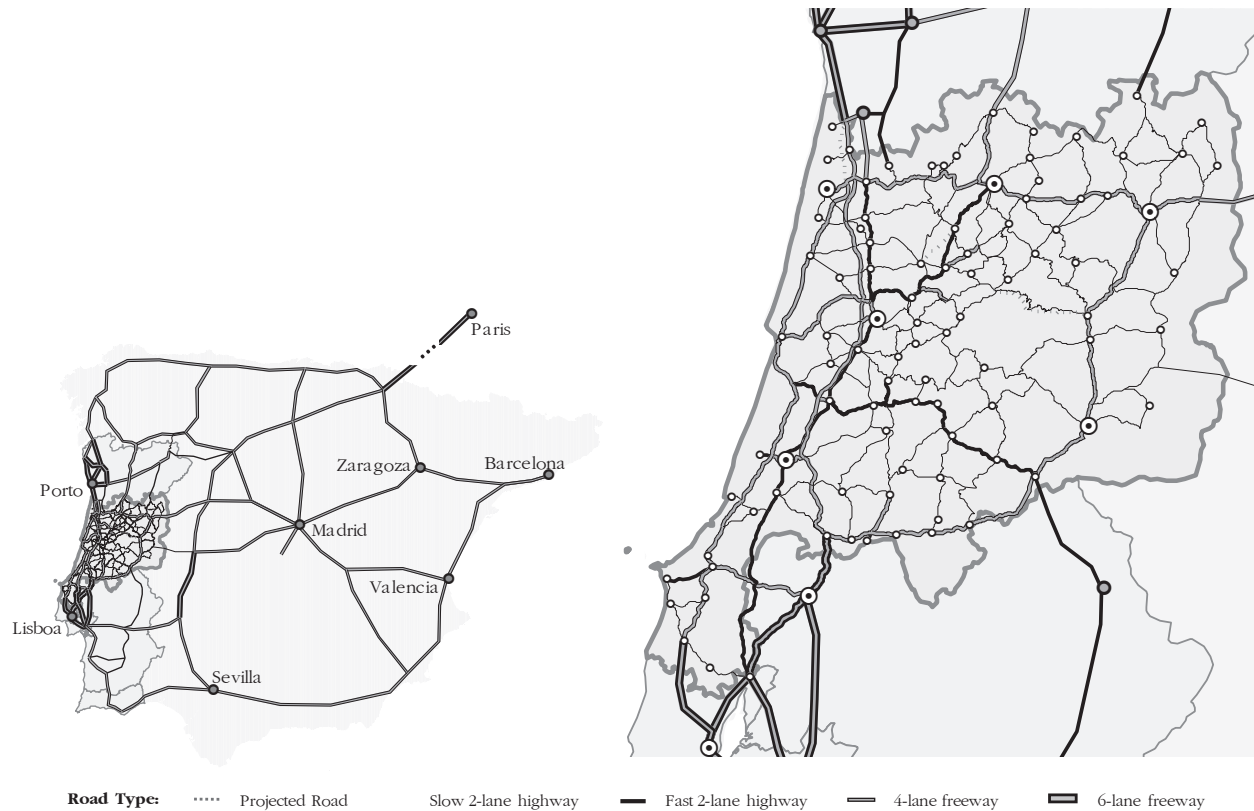 Paris
Zaragoza
Barcelona
Porto
Madrid
Valencia
Lisboa
Sevilla
Road Type: Projected Road Slow 2-lane highway Fast 2-lane highway 4-lane freeway 6-lane freeway